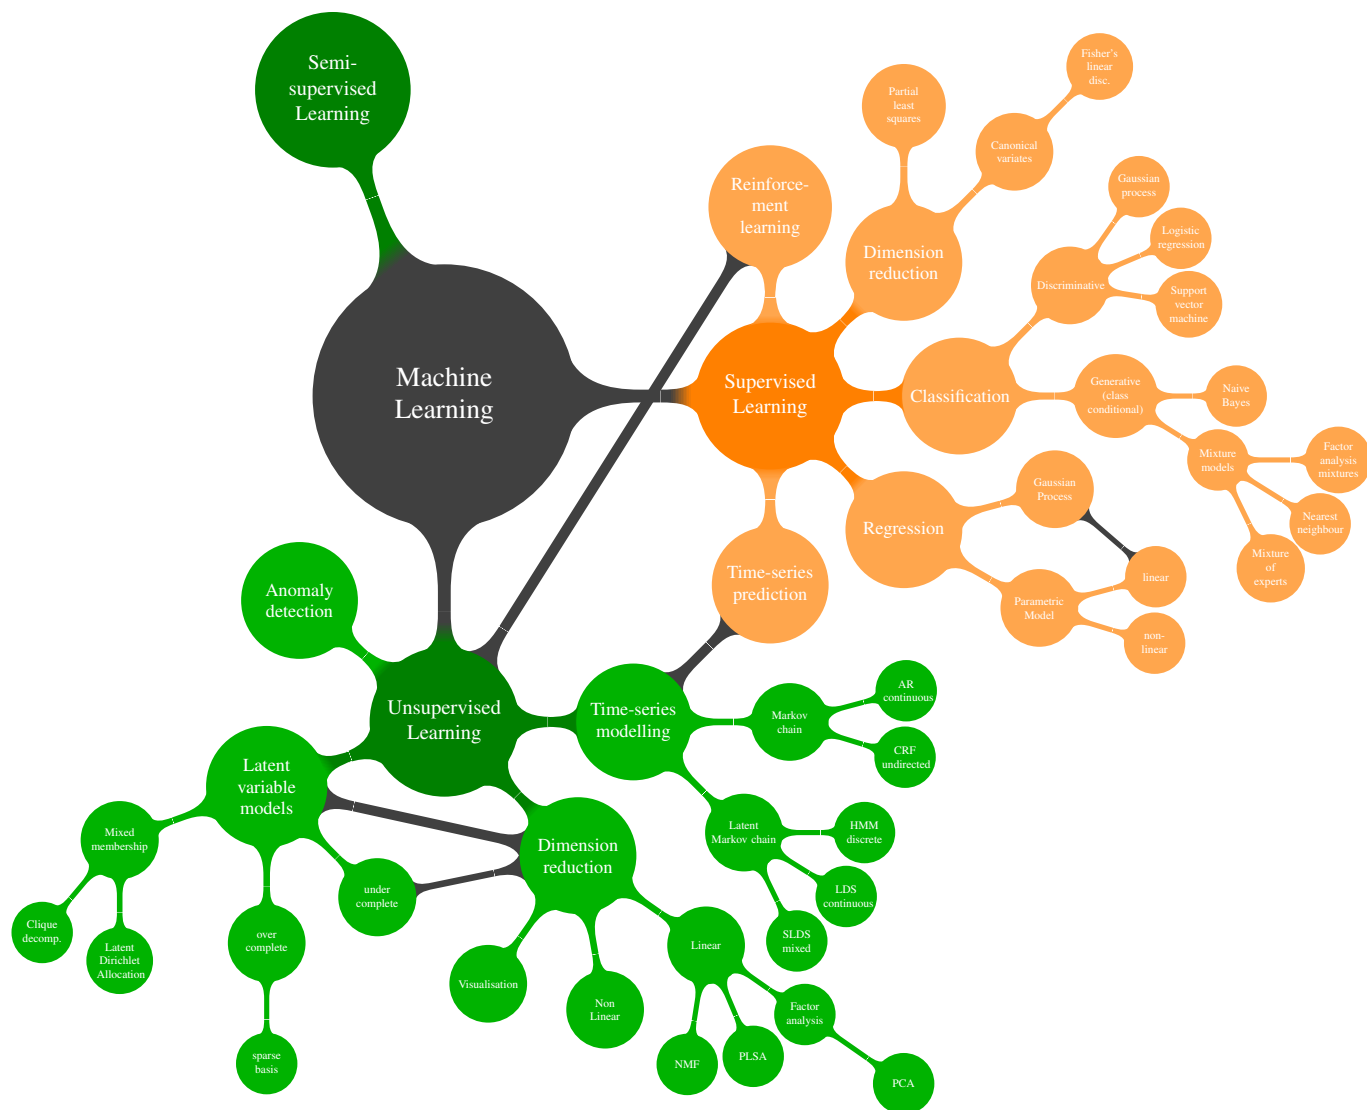 Semi-
supervised
Learning
Machine
Learning
Reinforce-
ment
learning
Partial
least
squares
Fisher's
linear
disc.
Canonical
variates
Dimension
reduction
Gaussian
process
Logistic
regression
Discriminative
Support
vector
machine
Supervised
Learning
Classification
Generative
(class
conditional)
Naive
Bayes
Mixture
models
Factor
analysis
mixtures
Nearest
neighbour
Mixture
of
experts
Regression
Gaussian
Process
linear
Parametric
Model
non-
linear
Time-series
prediction
Anomaly
detection
Unsupervised
Learning
Time-series
modelling
Markov
chain
AR
continuous
CRF
undirected
Latent
Markov chain
HMM
discrete
LDS
continuous
SLDS
mixed
Latent
variable
models
Mixed
membership
Clique
decomp.
Latent
Dirichlet
Allocation
over
complete
sparse
basis
under
complete
Dimension
reduction
Visualisation
Non
Linear
Linear
NMF
PLSA
Factor
analysis
PCA